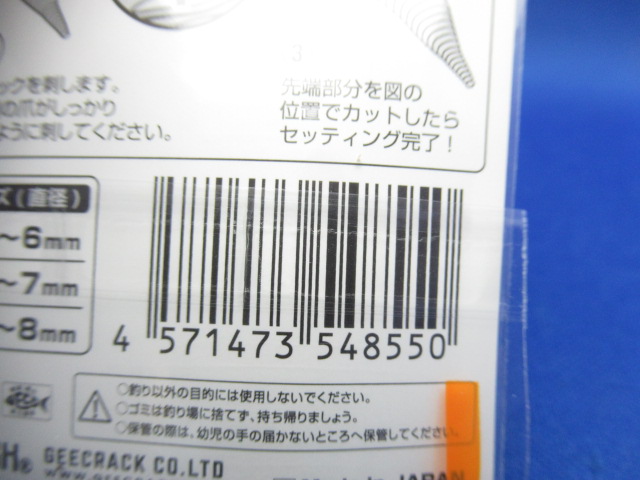 3
ックを刺します。
の爪がしっかり
ように刺してください。
先端部分を図の
位置でカットしたら
セッティング完了！
ズ(直径)
～6mm
～7mm
～8mm
4 571473 548550
○釣り以外の目的には使用しないでください。
○ゴミは釣り場に捨てず、持ち帰りましょう。
○保管の際は、幼児の手の届かないところへ保管してください。
H® GEECRACK CO.LTD
www.geecrack
JAPAN